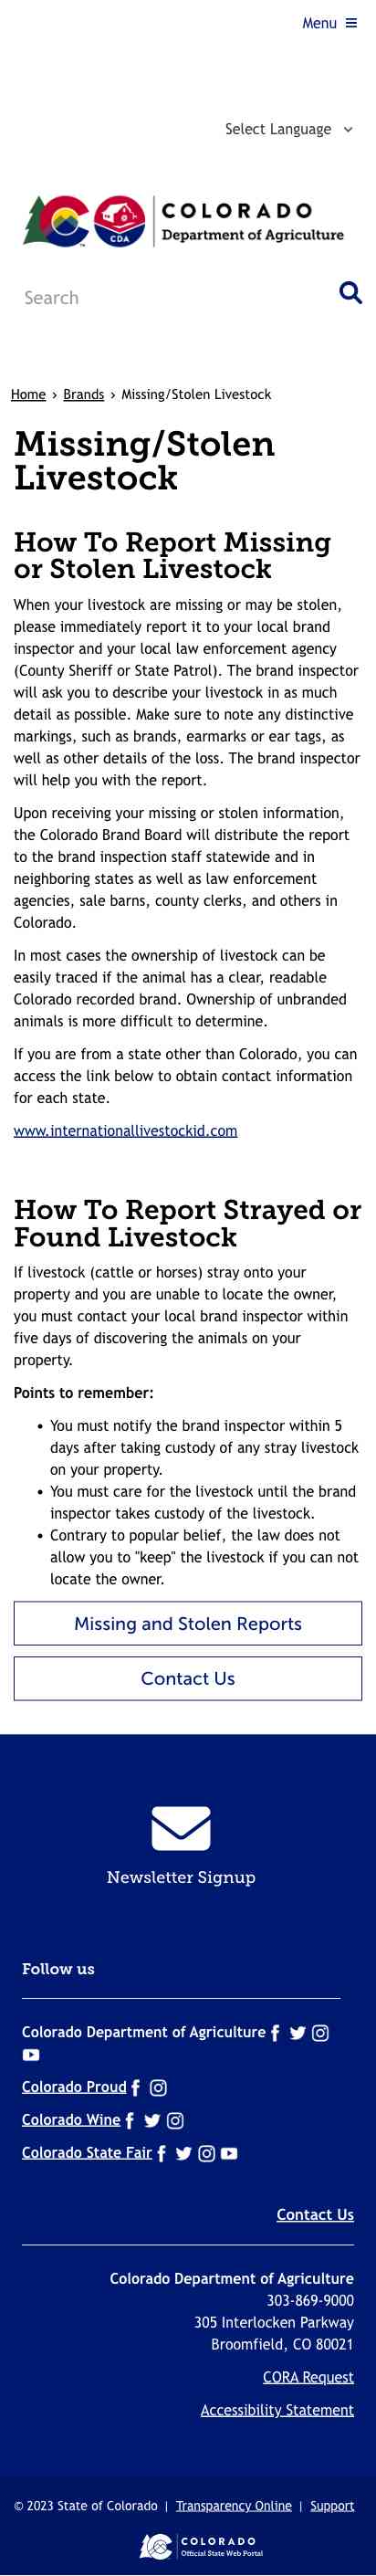 Menu
Select Language
COLORADO
CDA
Department of Agriculture
Search
Home › Brands › Missing/Stolen Livestock
Missing/Stolen
Livestock
How To Report Missing
or Stolen Livestock
When your livestock are missing or may be stolen,
please immediately report it to your local brand
inspector and your local law enforcement agency
(County Sheriff or State Patrol). The brand inspector
will ask you to describe your livestock in as much
detail as possible. Make sure to note any distinctive
markings, such as brands, earmarks or ear tags, as
well as other details of the loss. The brand inspector
will help you with the report.
Upon receiving your missing or stolen information,
the Colorado Brand Board will distribute the report
to the brand inspection staff statewide and in
neighboring states as well as law enforcement
agencies, sale barns, county clerks, and others in
Colorado.
In most cases the ownership of livestock can be
easily traced if the animal has a clear, readable
Colorado recorded brand. Ownership of unbranded
animals is more difficult to determine.
If you are from a state other than Colorado, you can
access the link below to obtain contact information
for each state.
www.internationallivestockid.com
How To Report Strayed or
Found Livestock
If livestock (cattle or horses) stray onto your
property and you are unable to locate the owner,
you must contact your local brand inspector within
five days of discovering the animals on your
property.
Points to remember:
• You must notify the brand inspector within 5
days after taking custody of any stray livestock
on your property.
• You must care for the livestock until the brand
inspector takes custody of the livestock.
• Contrary to popular belief, the law does not
allow you to "keep" the livestock if you can not
locate the owner.
Missing and Stolen Reports
Contact Us
Newsletter Signup
Follow us
Colorado Department of Agriculture
Colorado Proud
Colorado Wine
Colorado State Fair
Contact Us
Colorado Department of Agriculture
303-869-9000
305 Interlocken Parkway
Broomfield, CO 80021
CORA Request
Accessibility Statement
© 2023 State of Colorado | Transparency Online | Support
COLORADO
Official State Web Portal